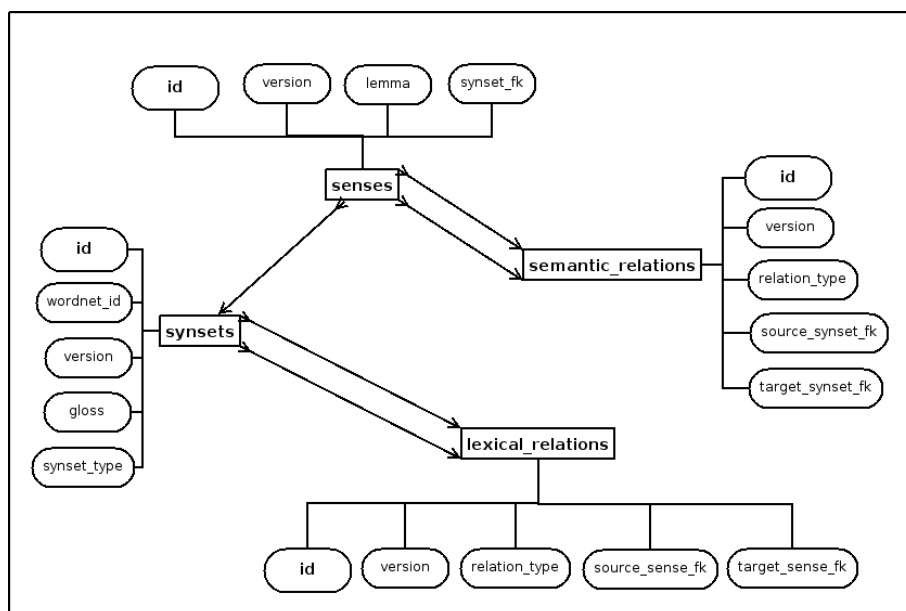 id
version
lemma
synset_fk
senses
id
version
semantic_relations
relation_type
source_synset_fk
target_synset_fk
id
wordnet_id
synsets
version
gloss
synset_type
lexical_relations
id
version
relation_type
source_sense_fk
target_sense_fk